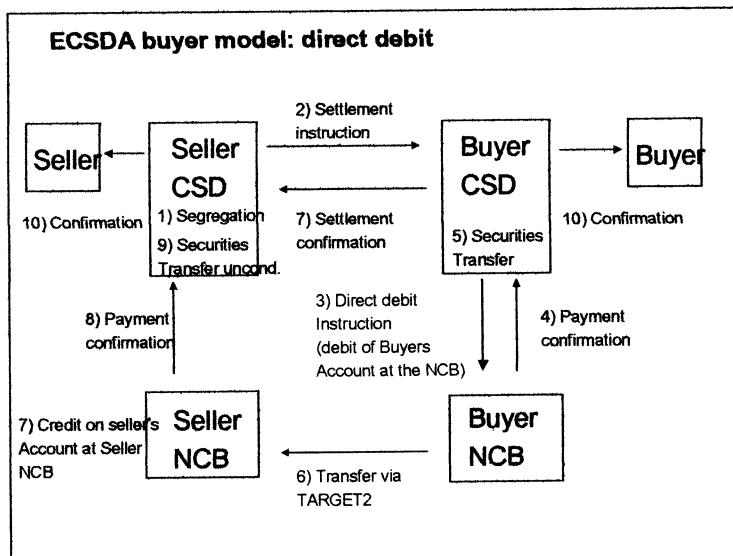 ECSDA buyer model: direct debit
2) Settlement
instruction
Seller
Seller
CSD
1) Segregation
9) Securities
Transfer uncond.
Buyer
CSD
5) Securities
Transfer
Buyer
10) Confirmation
7) Settlement
confirmation
10) Confirmation
8) Payment
confirmation
3) Direct debit
Instruction
(debit of Buyers
Account at the NCB)
4) Payment
confirmation
7) Credit on seller's
Account at Seller
NCB
Seller
NCB
Buyer
NCB
6) Transfer via
TARGET2